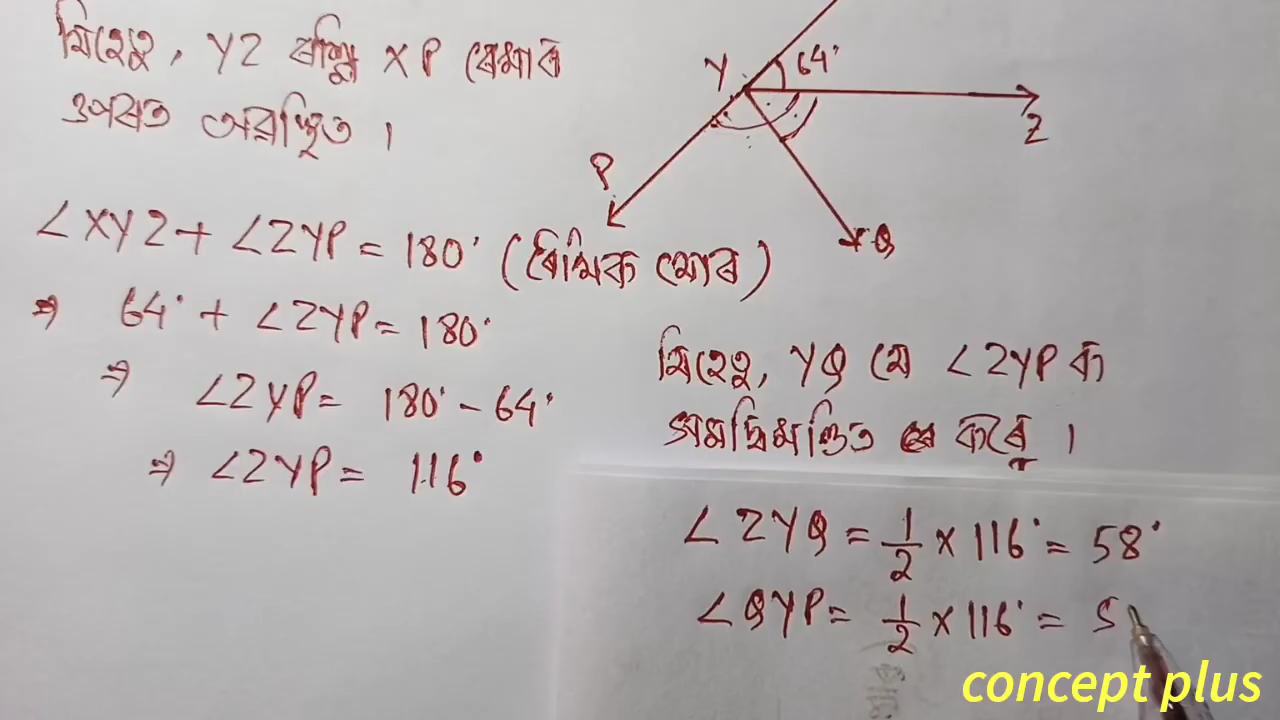 যিহেতু, YZ ৰশ্মি XP ৰেখাৰ
ওপৰত অৱস্থিত ।
∠XYZ + ∠ZYP = 180° (ৰৈখিক যোৰ)
⇒ 64° + ∠ZYP = 180°
⇒ ∠ZYP = 180° - 64°
⇒ ∠ZYP = 116°
Y
64°
Z
P
Q
যিহেতু, YQ যে ∠ZYP ক
সমদ্বিখণ্ডিত কৰে ।
∠ZYQ = 1/2 × 116° = 58°
∠QYP = 1/2 × 116° = 5
concept plus